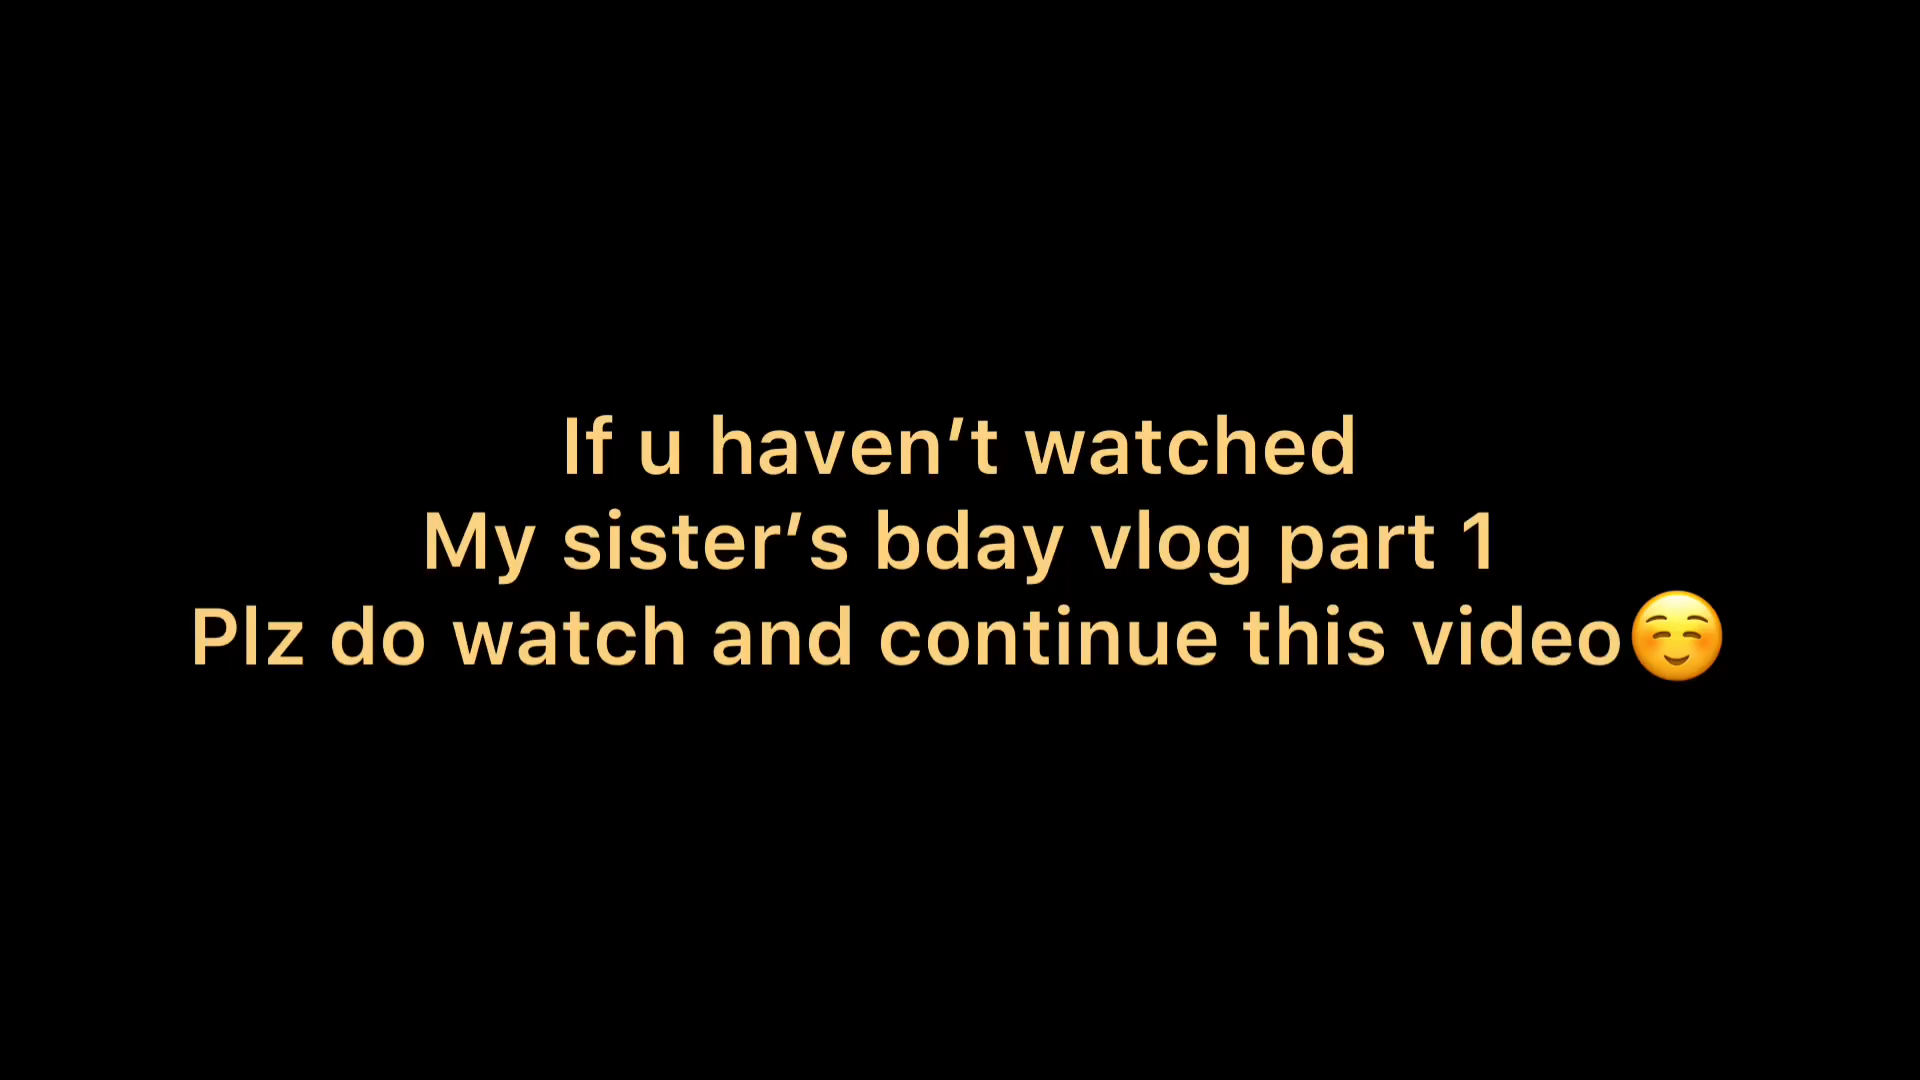 If u haven’t watched
My sister’s bday vlog part 1
Plz do watch and continue this video☺️